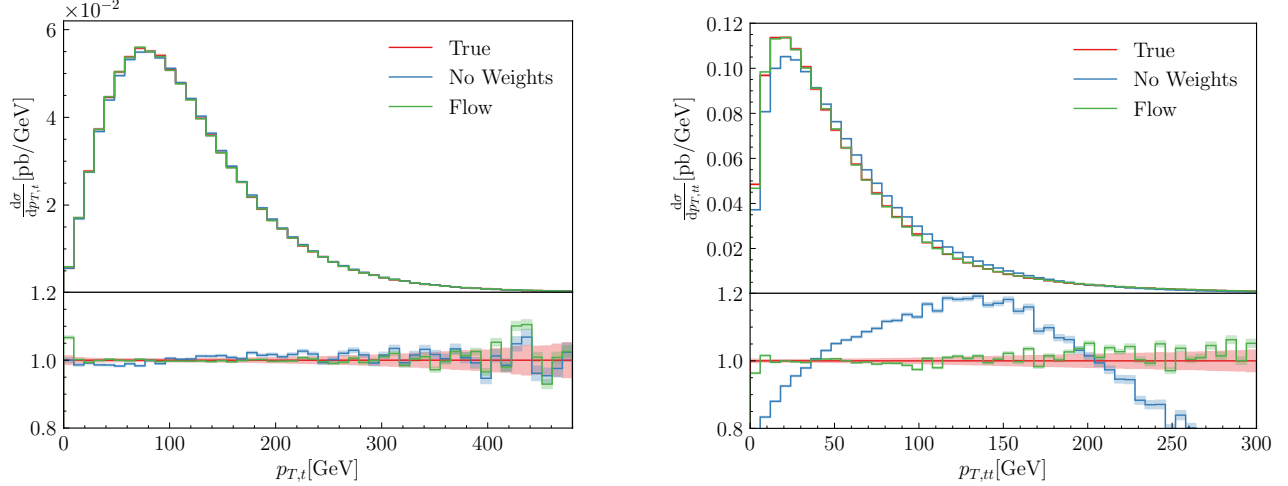 ×10⁻²
6
4
2
dσ/dp_{T,t} [pb/GeV]
True
No Weights
Flow
1.2
1.0
0.8
0 100 200 300 400
p_{T,t}[GeV]
0.12
0.10
0.08
0.06
0.04
0.02
dσ/dp_{T,tt} [pb/GeV]
True
No Weights
Flow
1.2
1.0
0.8
0 50 100 150 200 250 300
p_{T,tt}[GeV]